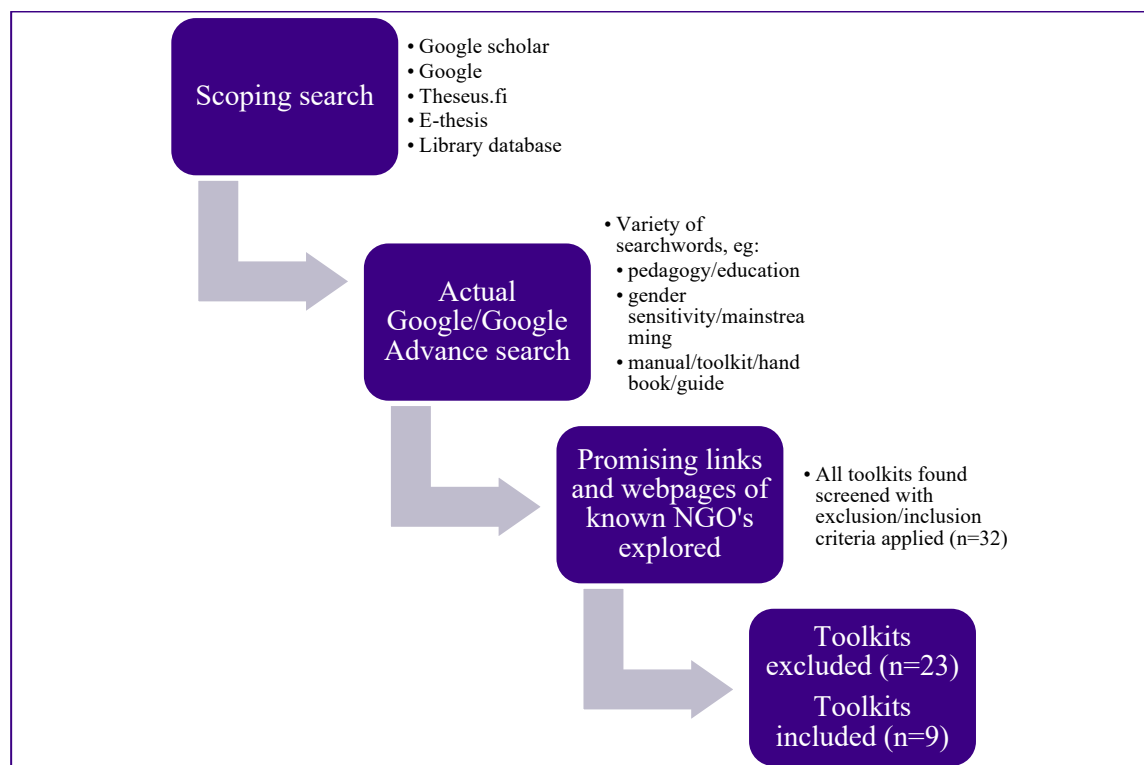 Scoping search
• Google scholar
• Google
• Theseus.fi
• E-thesis
• Library database
Actual
Google/Google
Advance search
• Variety of
searchwords, eg:
• pedagogy/education
• gender
sensitivity/mainstrea
ming
• manual/toolkit/hand
book/guide
Promising links
and webpages of
known NGO's
explored
• All toolkits found
screened with
exclusion/inclusion
criteria applied (n=32)
Toolkits
excluded (n=23)
Toolkits
included (n=9)